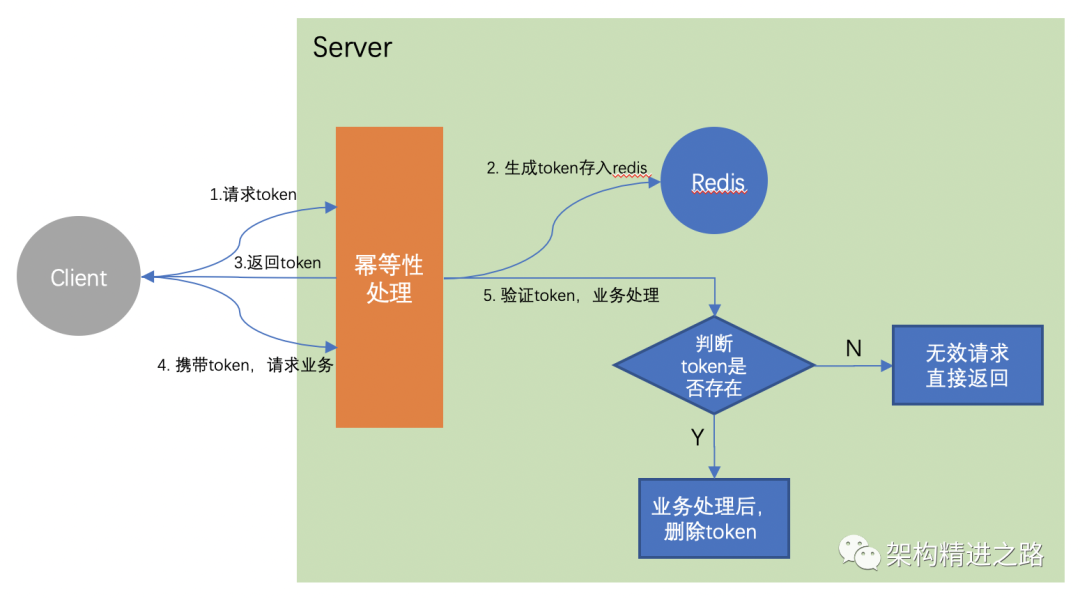 Server
2. 生成token存入redis
Redis
1.请求token
Client
3.返回token
幂等性
处理
5. 验证token，业务处理
4. 携带token，请求业务
判断
token是
否存在
N
无效请求
直接返回
Y
业务处理后，
删除token
架构精进之路